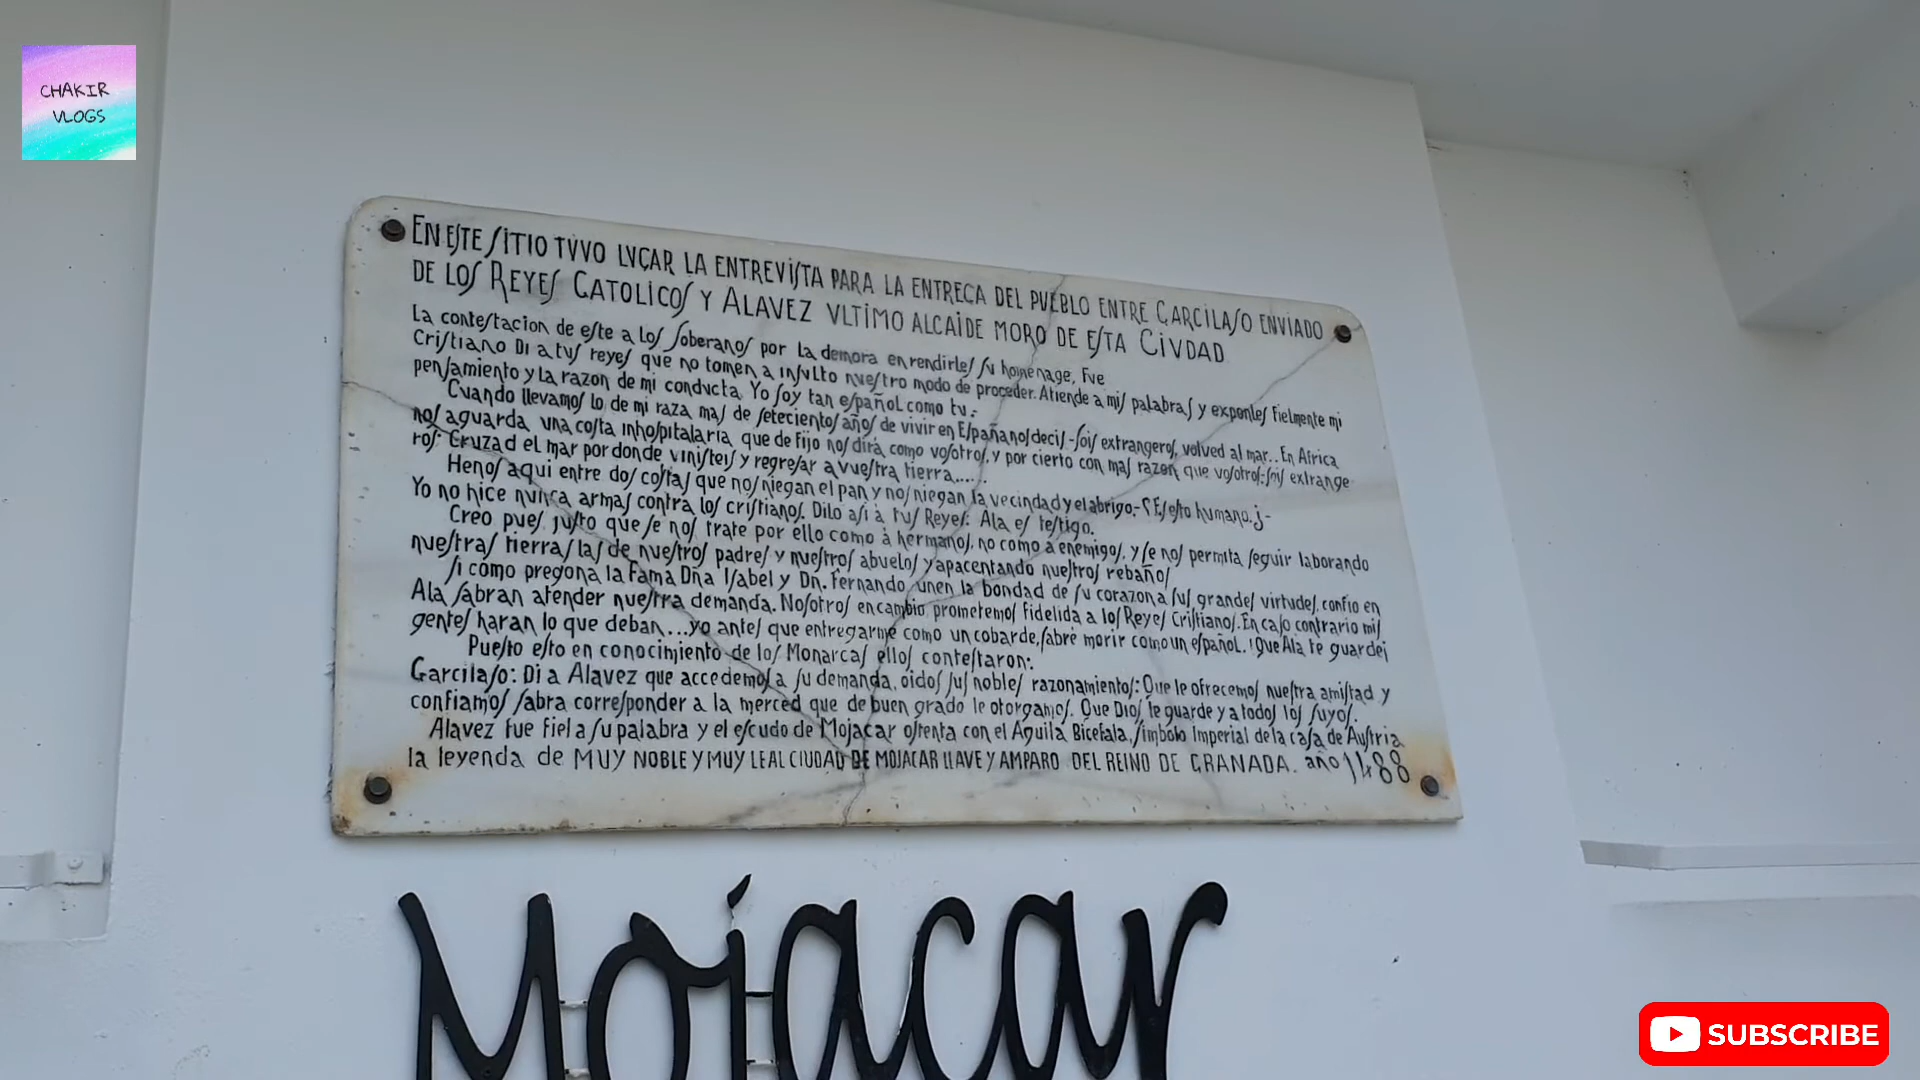 CHAKIR
VLOGS
EN ESTE SITIO TVVO LVGAR LA ENTREVISTA PARA LA ENTREGA DEL PVEBLO ENTRE GARCILASO ENVIADO
DE LOS REYES CATOLICOS Y ALAVEZ VLTIMO ALCAIDE MORO DE ESTA CIVDAD
La contestacion de este a los Soberanos por la demora en rendirles su homenage, Fue
Cristiano Di a tus reyes que no tomen a insulto nuestro modo de proceder. Atiende a mis palabras y exponles Fielmente mi
pensamiento y la razon de mi conducta. Yo soy tan español como tu.-
Cuando llevamos los de mi raza mas de setecientos años de vivir en España nos decis -sois extrangeros, volved al mar.. En Africa
nos aguarda una costa inhospitalaria que de Fijo nos dirá como vosotros, y por cierto con mas razon que vosotros:-sois extrange
ros: Cruzad el mar por donde vinisteis y regresar a vuestra tierra.....
Henos aqui entre dos costas que nos niegan el pan y nos niegan la vecindad y el abrigo.-¿Es esto humano.?-
Yo no hice nunca armas contra los cristianos. Dilo asi à tus Reyes: Ala es testigo.
Creo pues, justo que se nos trate por ello como à hermanos, no como à enemigos, y se nos permita seguir laborando
nuestras tierras las de nuestros padres y nuestros abuelos y apacentando nuestros rebaños
Si como pregona la Fama Dña Isabel y Dn. Fernando unen la bondad de su corazon a sus grandes virtudes, confio en
Ala sabran atender nuestra demanda. Nosotros en cambio prometemos Fidelida a los Reyes Cristianos. En caso contrario mis
gentes haran lo que deban...yo antes que entregarme como un cobarde, sabré morir como un español. !Que Ala te guarde¡
Puesto esto en conocimiento de los Monarcas ellos contestaron:
Garcilaso: Di a Alavez que accedemos a su demanda, oidos sus nobles razonamientos: Que le ofrecemos nuestra amistad y
confiamos sabra corresponder a la merced que de buen grado le otorgamos. Que Dios le guarde y a todos los suyos.
Alavez fue fiel a su palabra y el escudo de Mojacar ostenta con el Aguila Bicefala, simbolo Imperial de la casa de Austria
la leyenda de MUY NOBLE Y MUY LEAL CIUDAD DE MOJACAR LLAVE Y AMPARO DEL REINO DE GRANADA. año 1488
Mojacar
SUBSCRIBE